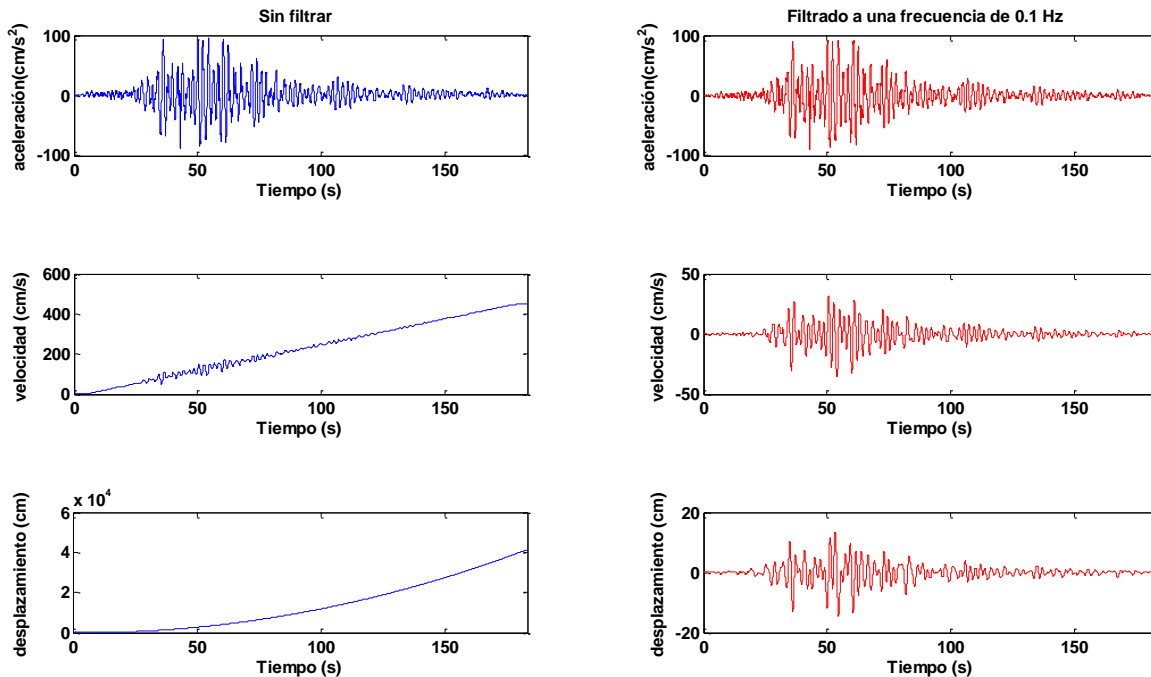 Sin filtrar
aceleracion(cm/s²)
100
0
-100
0 50 100 150
Tiempo (s)
Filtrado a una frecuencia de 0.1 Hz
aceleración(cm/s²)
100
0
-100
0 50 100 150
Tiempo (s)
velocidad (cm/s)
600
400
200
0
0 50 100 150
Tiempo (s)
velocidad (cm/s)
50
0
-50
0 50 100 150
Tiempo (s)
x 10⁴
desplazamiento (cm)
6
4
2
0
0 50 100 150
Tiempo (s)
desplazamiento (cm)
20
0
-20
0 50 100 150
Tiempo (s)